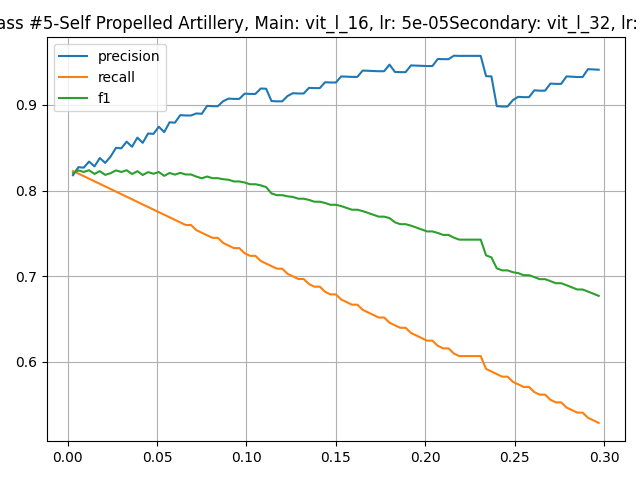 ass #5-Self Propelled Artillery, Main: vit_l_16, lr: 5e-05Secondary: vit_l_32, lr:
precision
recall
f1
0.9
0.8
0.7
0.6
0.00 0.05 0.10 0.15 0.20 0.25 0.30